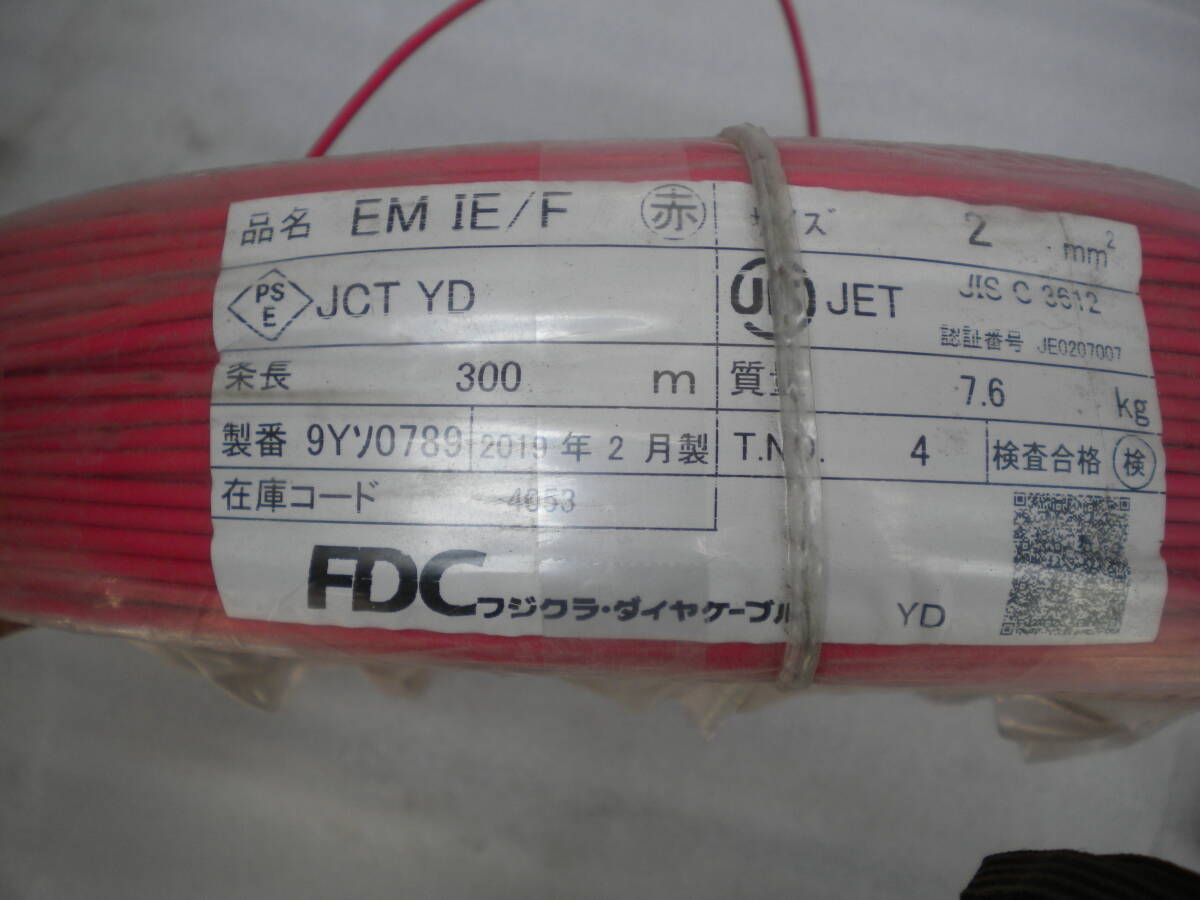 品名 EM IE/F 赤 サイズ 2 mm²
PS E JCT YD JET JIS C 3612
認証番号 JE0207007
条長 300 m 質量 7.6 kg
製番 9Yソ0789 2019 年 2 月製 T.NO. 4 検査合格 検
在庫コード 4053
FDC フジクラ・ダイヤケーブル YD